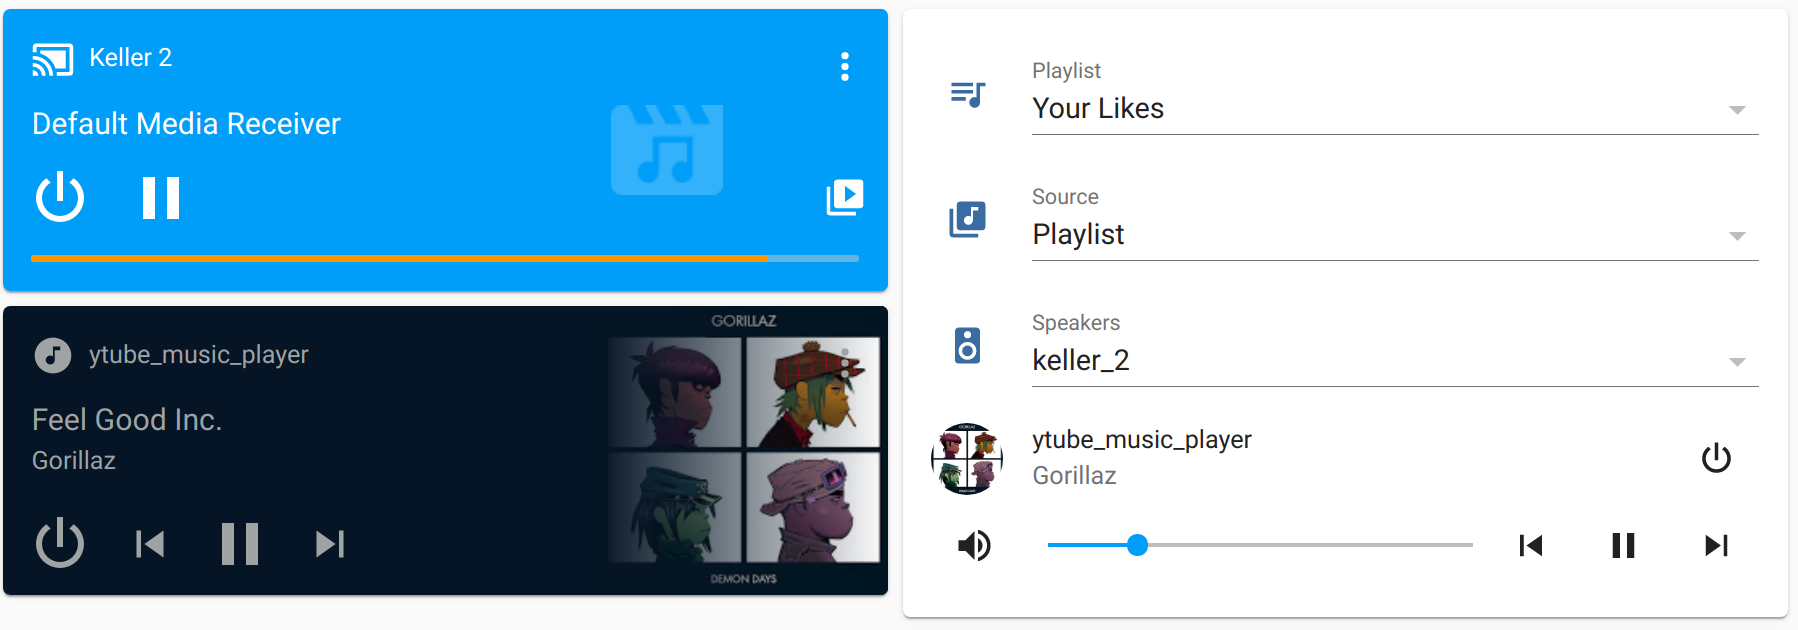 Keller 2
Default Media Receiver
ytube_music_player
Feel Good Inc.
Gorillaz
GORILLAZ
DEMON DAYS
Playlist
Your Likes
Source
Playlist
Speakers
keller_2
ytube_music_player
Gorillaz